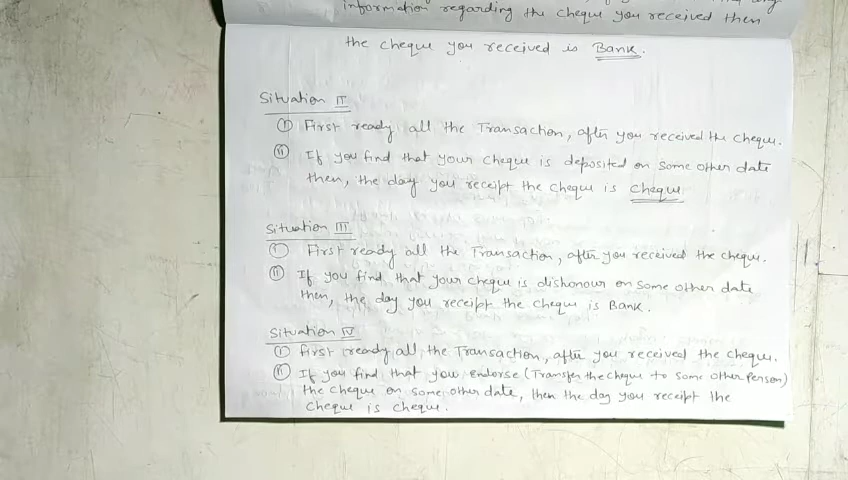 information regarding the cheque you received then
the cheque you received is Bank.
Situation II
(i) First ready all the Transaction, after you received the cheque.
(ii) If you find that your cheque is deposited on some other date
then, the day you receipt the cheque is Cheque
Situation III
(i) First ready all the Transaction, after you received the cheque.
(ii) If you find that your cheque is dishonour on some other date
then, the day you receipt the cheque is Bank.
Situation IV
(i) First ready all the Transaction, after you received the cheque.
(ii) If you find that you endorse (Transfer the cheque to some other Person)
the cheque on some other date, then the day you receipt the
cheque is cheque.